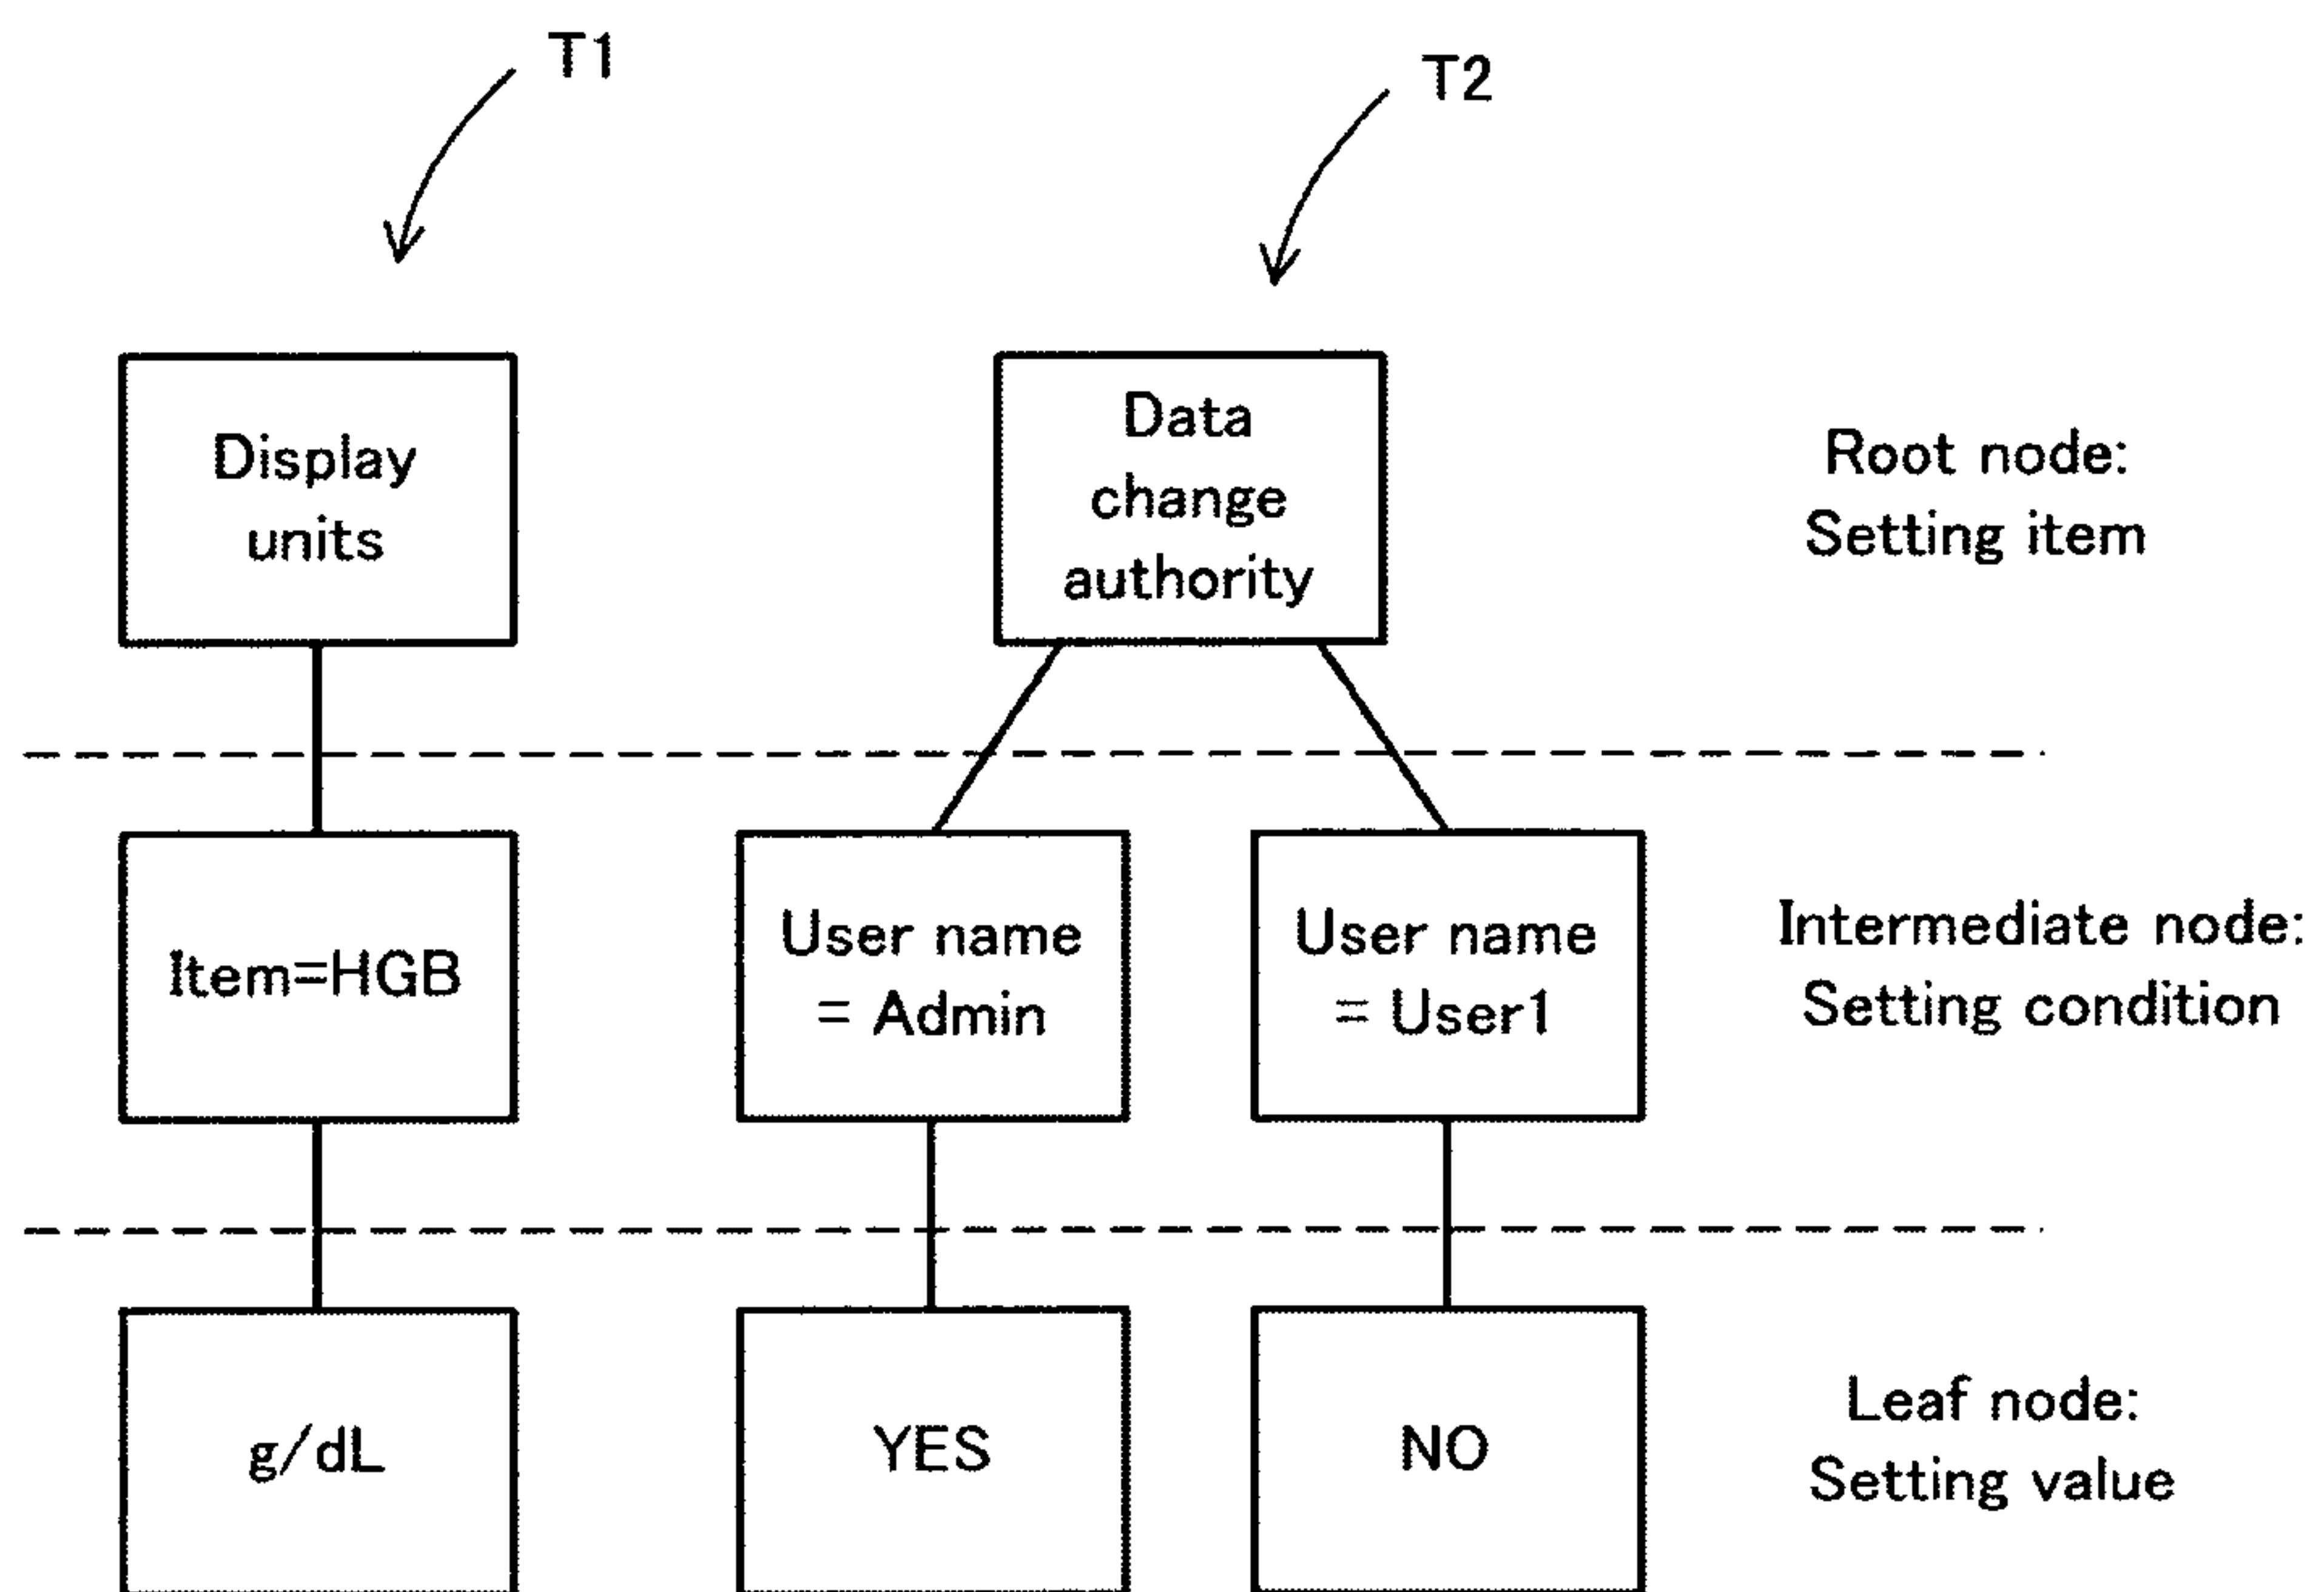 T1
T2
Display
units
Data
change
authority
Root node:
Setting item
Item=HGB
User name
= Admin
User name
= User1
Intermediate node:
Setting condition
g/dL
YES
NO
Leaf node:
Setting value